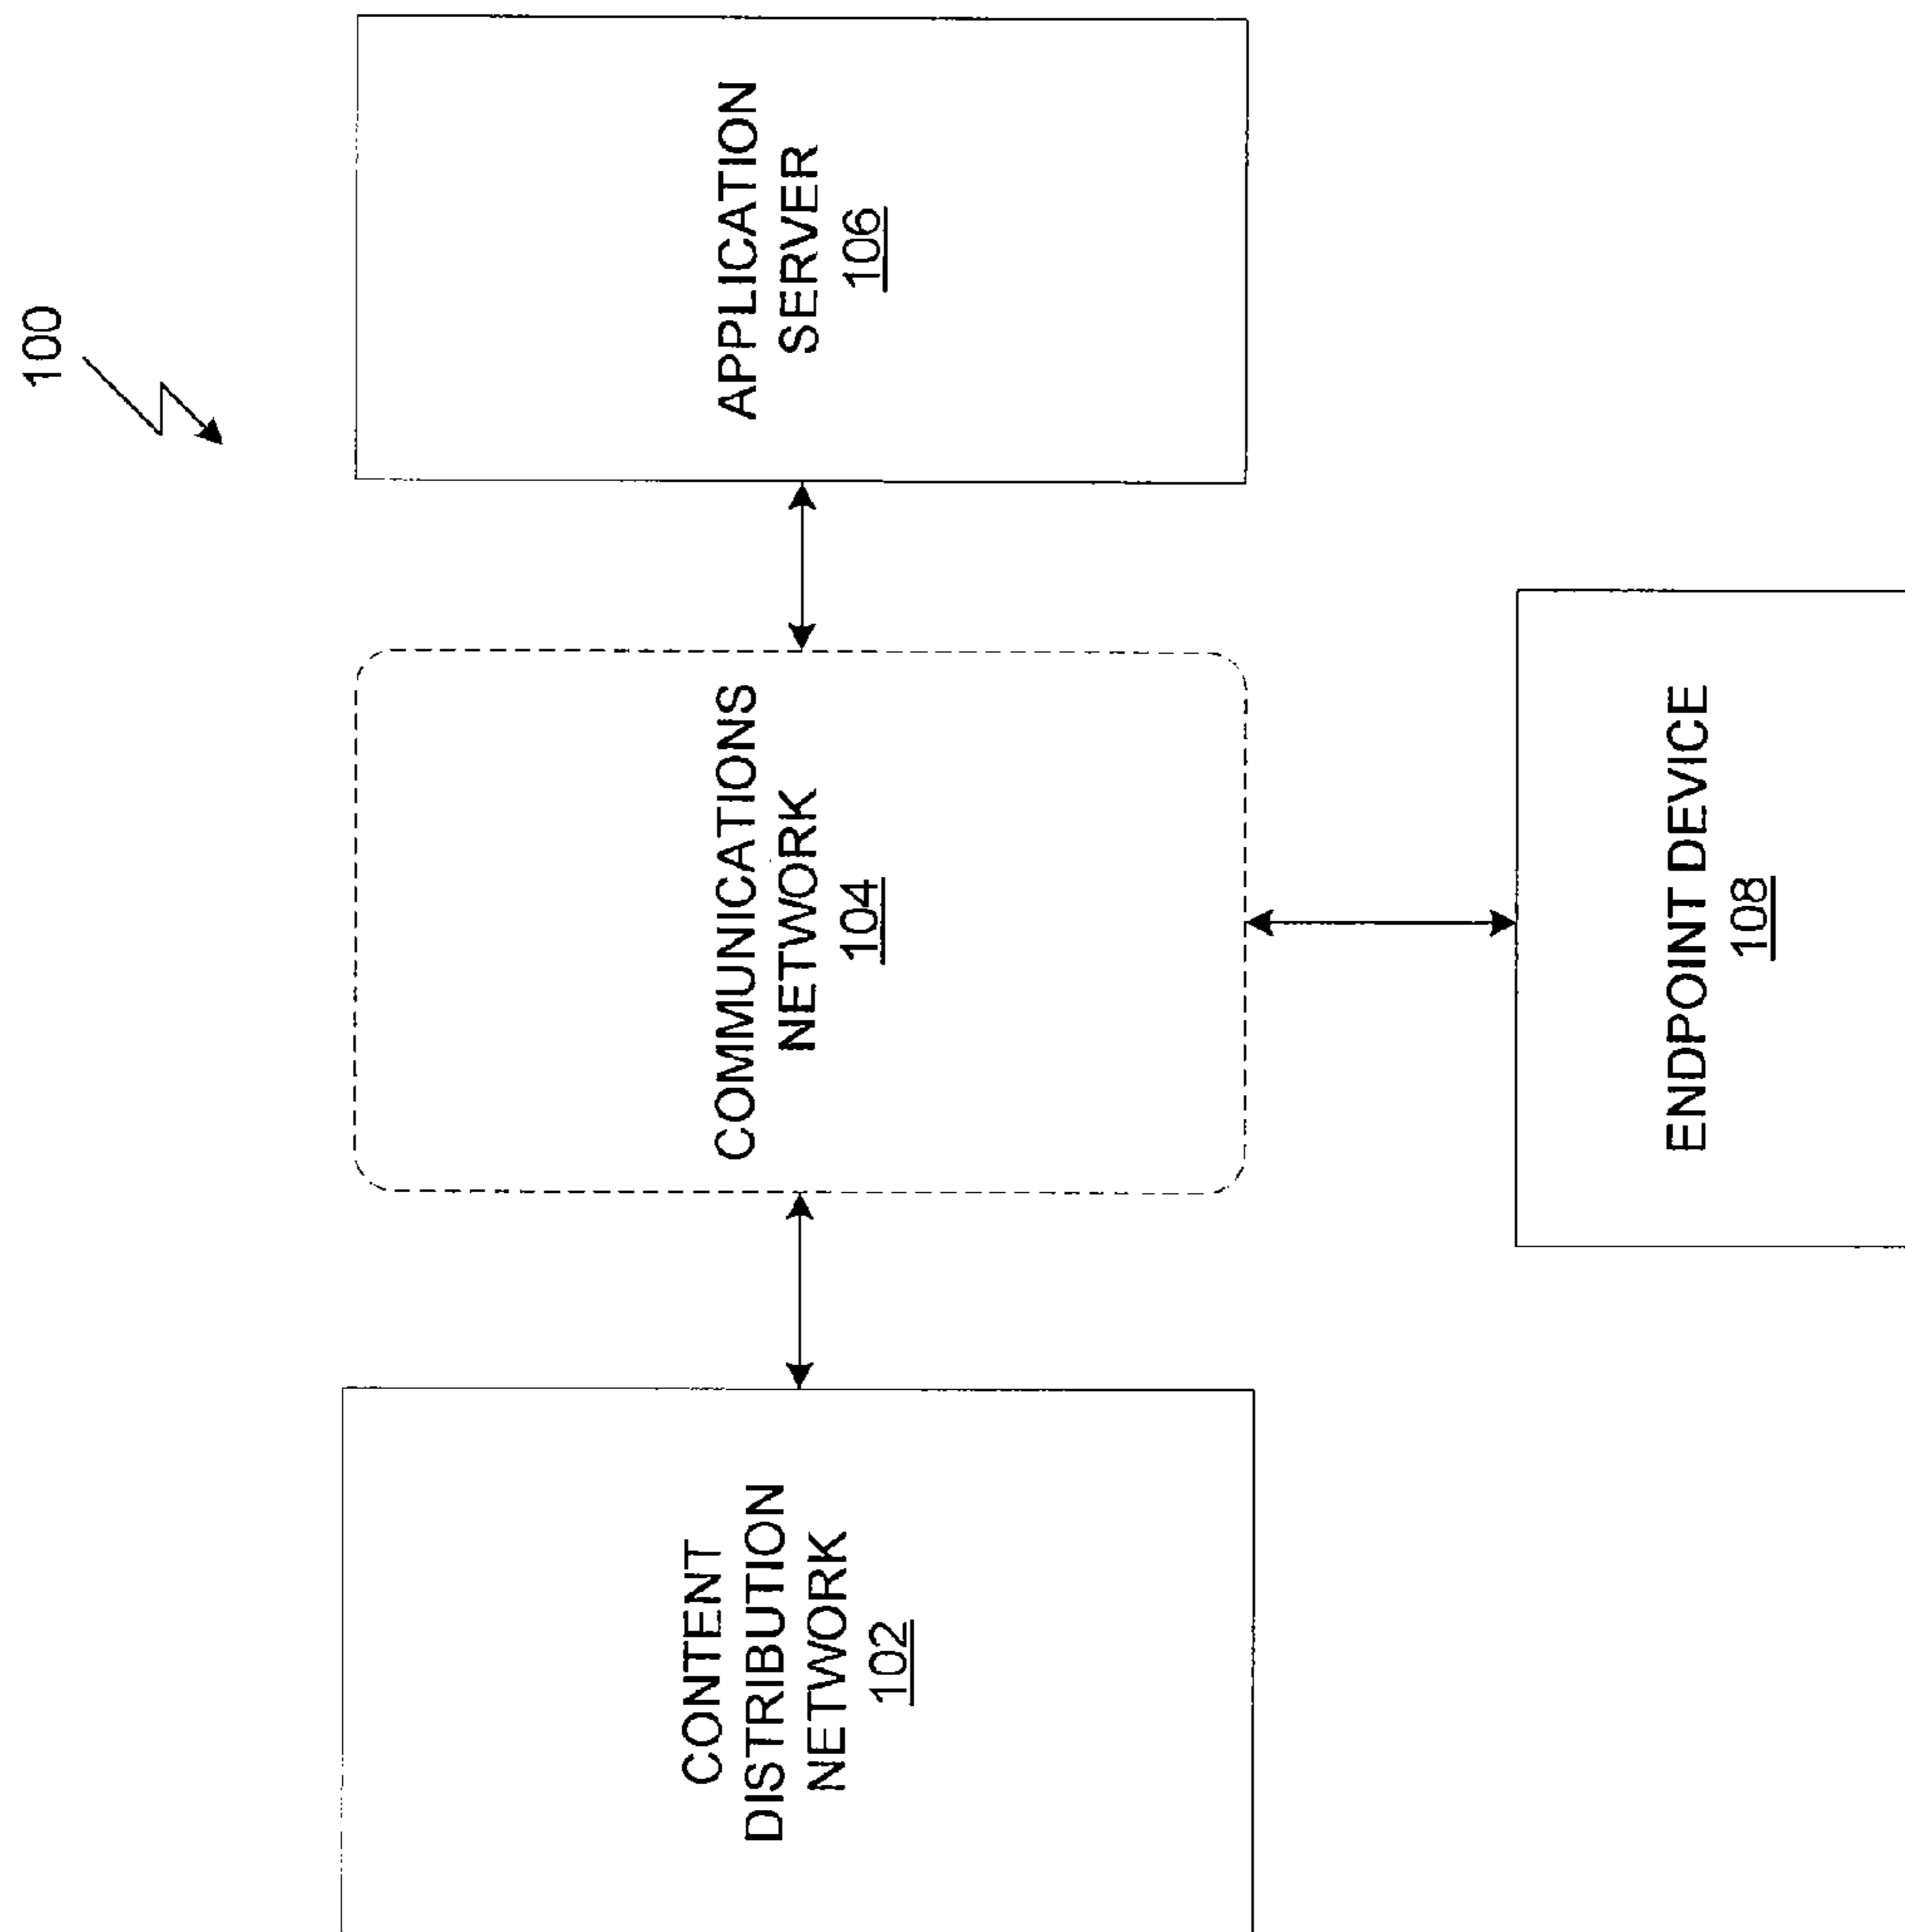 100
CONTENT
DISTRIBUTION
NETWORK
102
COMMUNICATIONS
NETWORK
104
APPLICATION
SERVER
106
ENDPOINT DEVICE
108